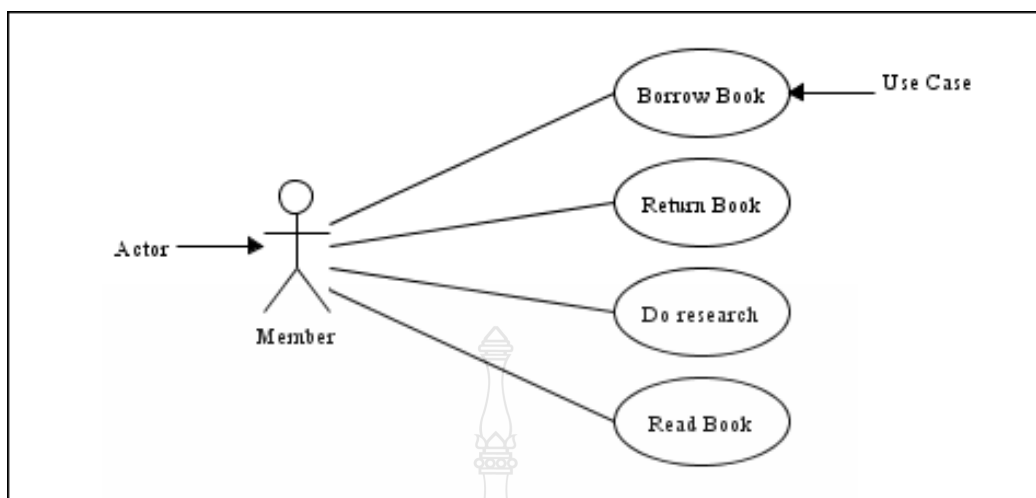 Borrow Book
Use Case
Return Book
Actor
Do research
Member
Read Book